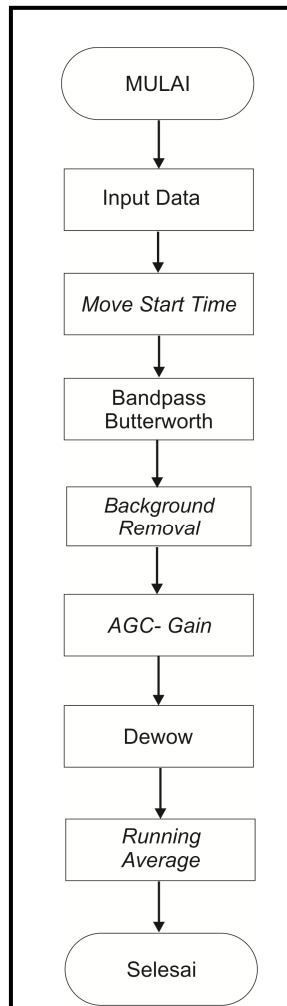 MULAI
Input Data
Move Start Time
Bandpass
Butterworth
Background
Removal
AGC- Gain
Dewow
Running
Average
Selesai